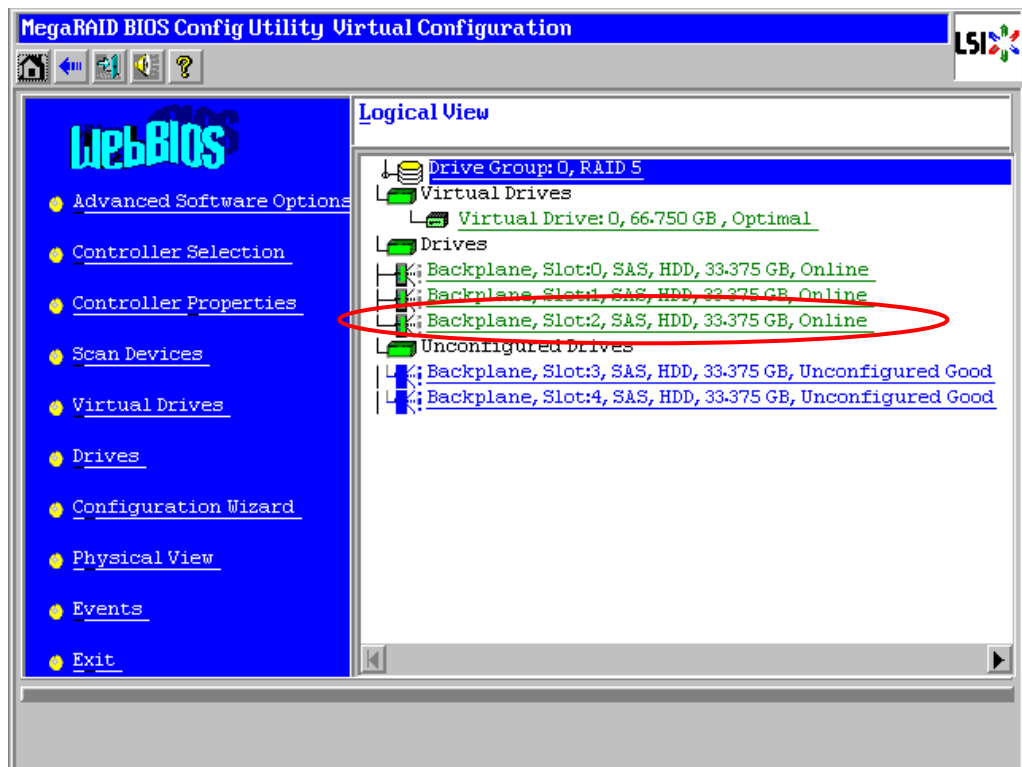 MegaRAID BIOS Config Utility Virtual Configuration
LSI
WebBIOS
Advanced Software Options
Controller Selection
Controller Properties
Scan Devices
Virtual Drives
Drives
Configuration Wizard
Physical View
Events
Exit
Logical View
Drive Group: 0, RAID 5
Virtual Drives
Virtual Drive: 0, 66.750 GB, Optimal
Drives
Backplane, Slot:0, SAS, HDD, 33.375 GB, Online
Backplane, Slot:1, SAS, HDD, 33.375 GB, Online
Backplane, Slot:2, SAS, HDD, 33.375 GB, Online
Unconfigured Drives
Backplane, Slot:3, SAS, HDD, 33.375 GB, Unconfigured Good
Backplane, Slot:4, SAS, HDD, 33.375 GB, Unconfigured Good